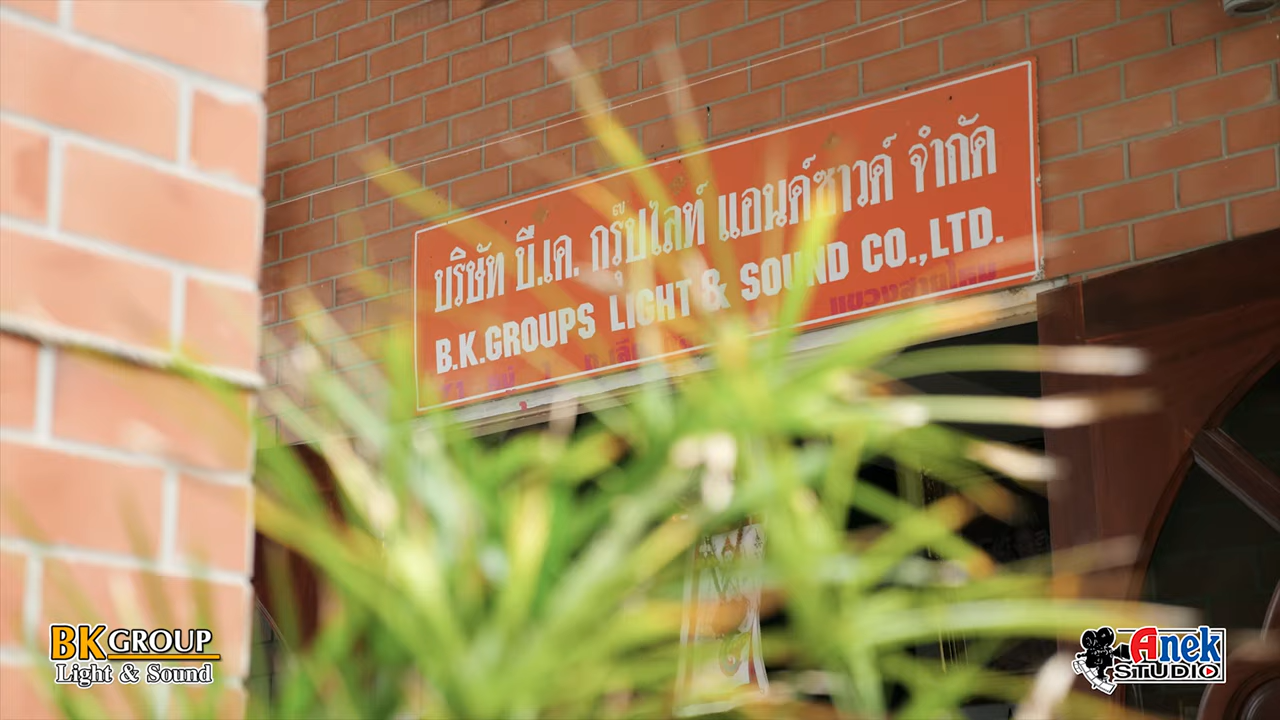 บริษัท บี.เค. กรุ๊ปไลท์ แอนด์ซาวด์ จำกัด
B.K.GROUPS LIGHT & SOUND CO.,LTD.
BK GROUP
Light & Sound
Anek
STUDIO